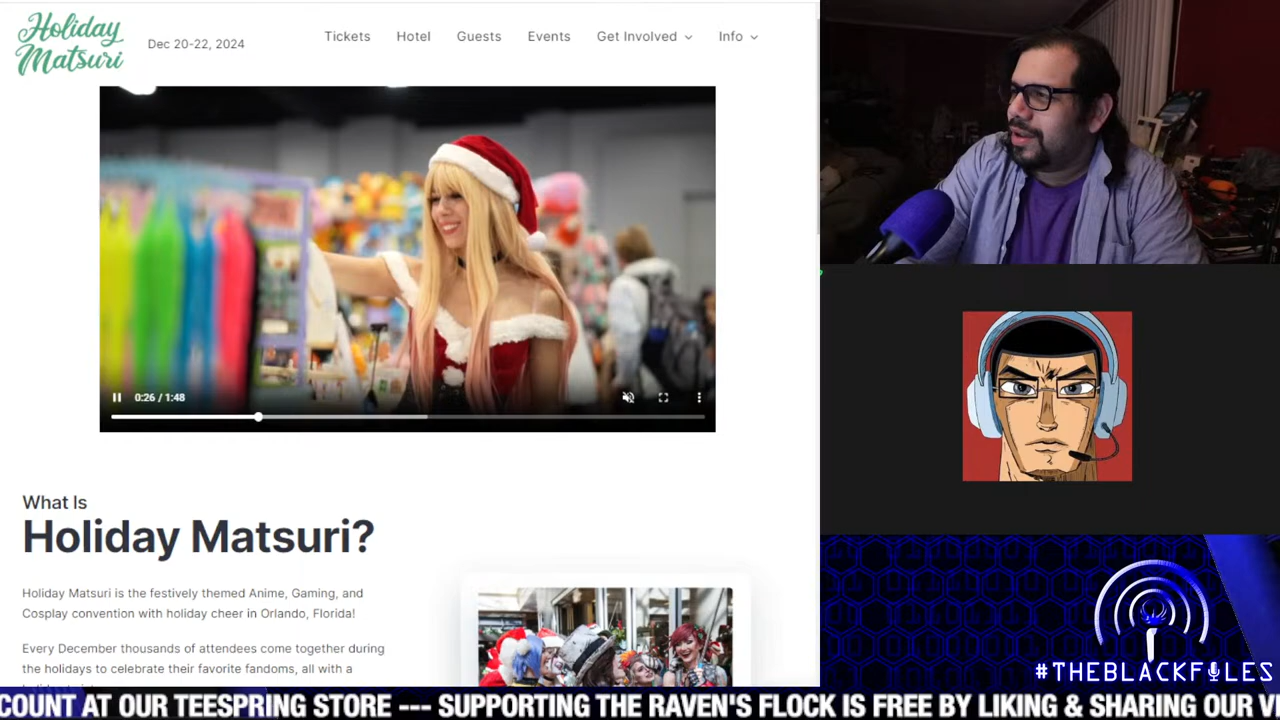 Holiday
Matsuri
Dec 20-22, 2024
Tickets
Hotel
Guests
Events
Get Involved
Info
0:26 / 1:48
What Is
Holiday Matsuri?
Holiday Matsuri is the festively themed Anime, Gaming, and
Cosplay convention with holiday cheer in Orlando, Florida!
Every December thousands of attendees come together during
the holidays to celebrate their favorite fandoms, all with a
#THEBLACKFILES
COUNT AT OUR TEESPRING STORE --- SUPPORTING THE RAVEN'S FLOCK IS FREE BY LIKING & SHARING OUR V